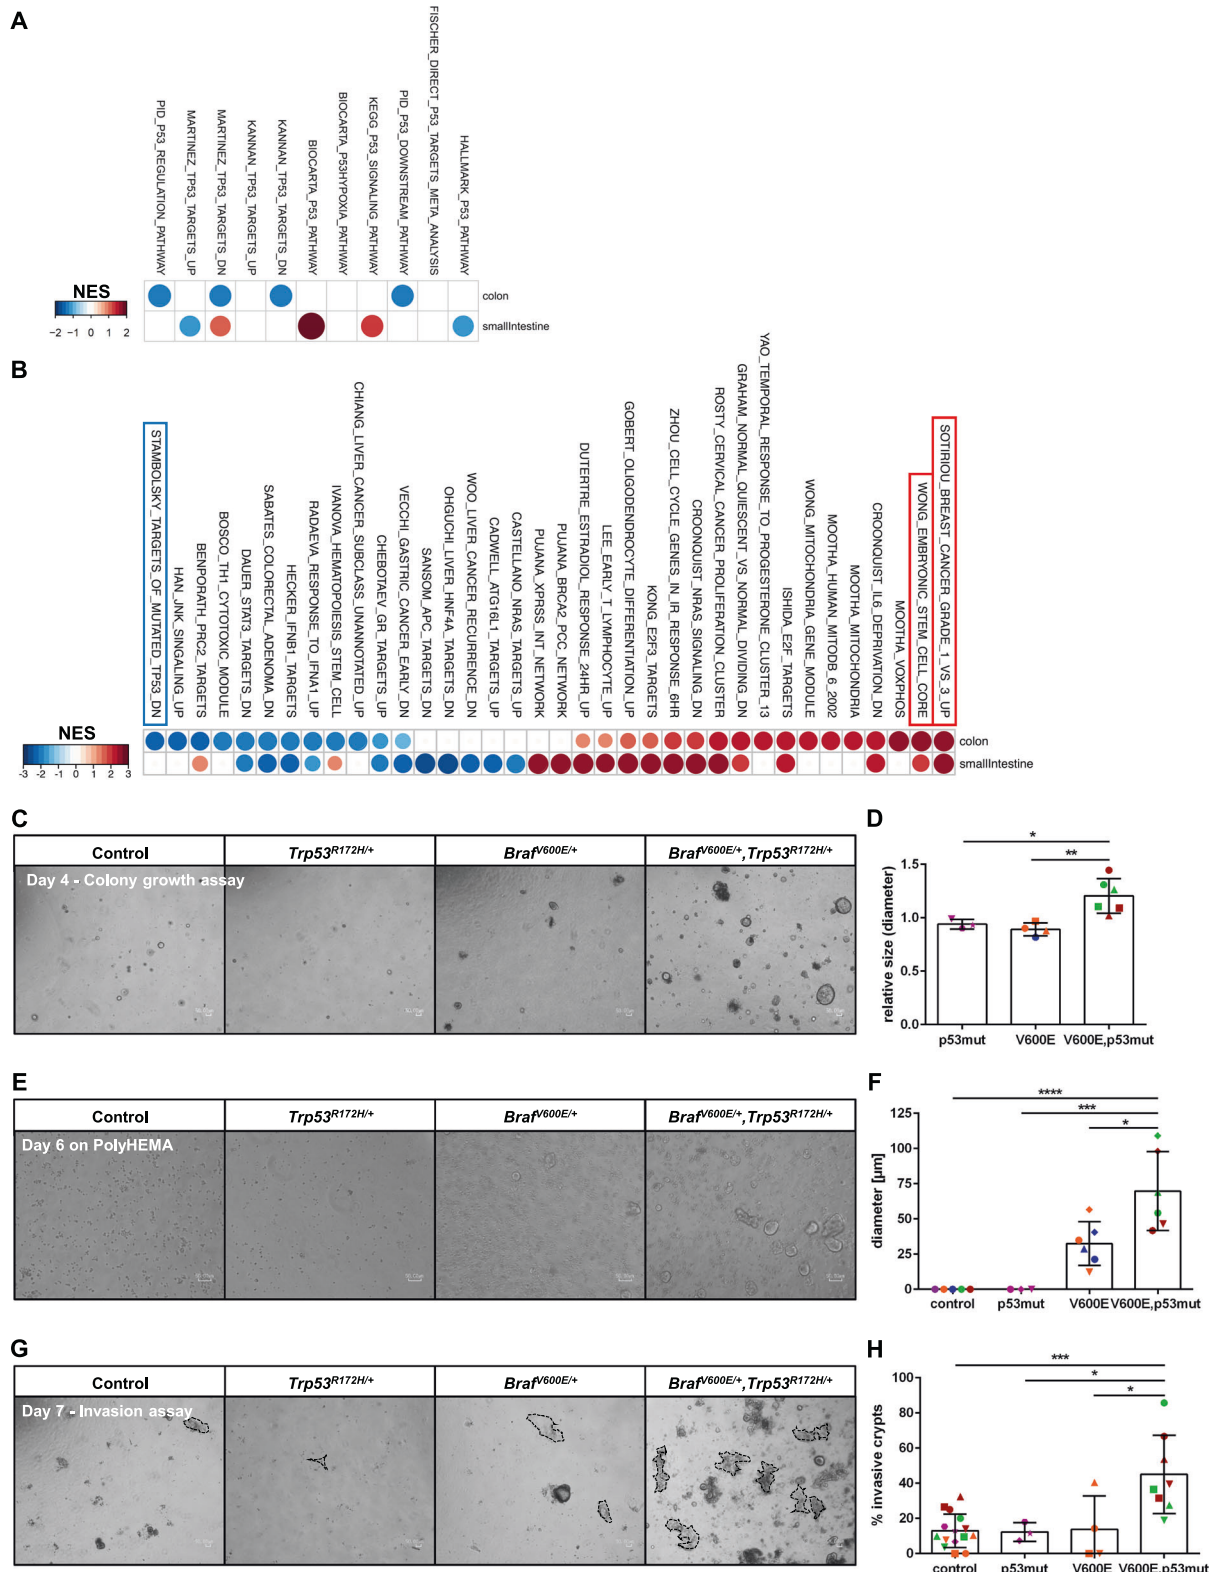 A
PID_P53_REGULATION_PATHWAY
MARTINEZ_TP53_TARGETS_UP
MARTINEZ_TP53_TARGETS_DN
KANNAN_TP53_TARGETS_UP
KANNAN_TP53_TARGETS_DN
BIOCARTA_P53_PATHWAY
BIOCARTA_P53HYPOXIA_PATHWAY
KEGG_P53_SIGNALING_PATHWAY
PID_P53_DOWNSTREAM_PATHWAY
FISCHER_DIRECT_P53_TARGETS_META_ANALYSIS
HALLMARK_P53_PATHWAY
NES
−2 −1 0 1 2
colon
smallIntestine
B
STAMBOLSKY_TARGETS_OF_MUTATED_TP53_DN
HAN_JNK_SINGALING_UP
BENPORATH_PRC2_TARGETS
BOSCO_TH1_CYTOTOXIC_MODULE
DAUER_STAT3_TARGETS_DN
SABATES_COLORECTAL_ADENOMA_DN
HECKER_IFNB1_TARGETS
RADAEVA_RESPONSE_TO_IFNA1_UP
IVANOVA_HEMATOPOIESIS_STEM_CELL
CHIANG_LIVER_CANCER_SUBCLASS_UNANNOTATED_UP
CHEBOTAEV_GR_TARGETS_UP
VECCHI_GASTRIC_CANCER_EARLY_DN
SANSOM_APC_TARGETS_DN
OHGUCHI_LIVER_HNF4A_TARGETS_DN
WOO_LIVER_CANCER_RECURRENCE_DN
CADWELL_ATG16L1_TARGETS_UP
CASTELLANO_NRAS_TARGETS_UP
PUJANA_XPRSS_INT_NETWORK
PUJANA_BRCA2_PCC_NETWORK
DUTERTRE_ESTRADIOL_RESPONSE_24HR_UP
LEE_EARLY_T_LYMPHOCYTE_UP
GOBERT_OLIGODENDROCYTE_DIFFERENTIATION_UP
KONG_E2F3_TARGETS
ZHOU_CELL_CYCLE_GENES_IN_IR_RESPONSE_6HR
CROONQUIST_NRAS_SIGNALING_DN
ROSTY_CERVICAL_CANCER_PROLIFERATION_CLUSTER
GRAHAM_NORMAL_QUIESCENT_VS_NORMAL_DIVIDING_DN
YAO_TEMPORAL_RESPONSE_TO_PROGESTERONE_CLUSTER_13
ISHIDA_E2F_TARGETS
WONG_MITOCHONDRIA_GENE_MODULE
MOOTHA_HUMAN_MITODB_6_2002
MOOTHA_MITOCHONDRIA
CROONQUIST_IL6_DEPRIVATION_DN
MOOTHA_VOXPHOS
WONG_EMBRYONIC_STEM_CELL_CORE
SOTIRIOU_BREAST_CANCER_GRADE_1_VS_3_UP
NES
-3 -2 -1 0 1 2 3
colon
smallIntestine
C
Control Trp53R172H/+ BrafV600E/+ BrafV600E/+,Trp53R172H/+
Day 4 - Colony growth assay
D
* 
**
relative size (diameter)
1.5
1.0
0.5
0.0
p53mut V600E V600E,p53mut
E
Control Trp53R172H/+ BrafV600E/+ BrafV600E/+,Trp53R172H/+
Day 6 on PolyHEMA
F
****
***
*
diameter [µm]
125
100
75
50
25
0
control p53mut V600E V600E,p53mut
G
Control Trp53R172H/+ BrafV600E/+ BrafV600E/+,Trp53R172H/+
Day 7 - Invasion assay
H
***
*
*
% invasive crypts
100
80
60
40
20
0
control p53mut V600E V600E,p53mut